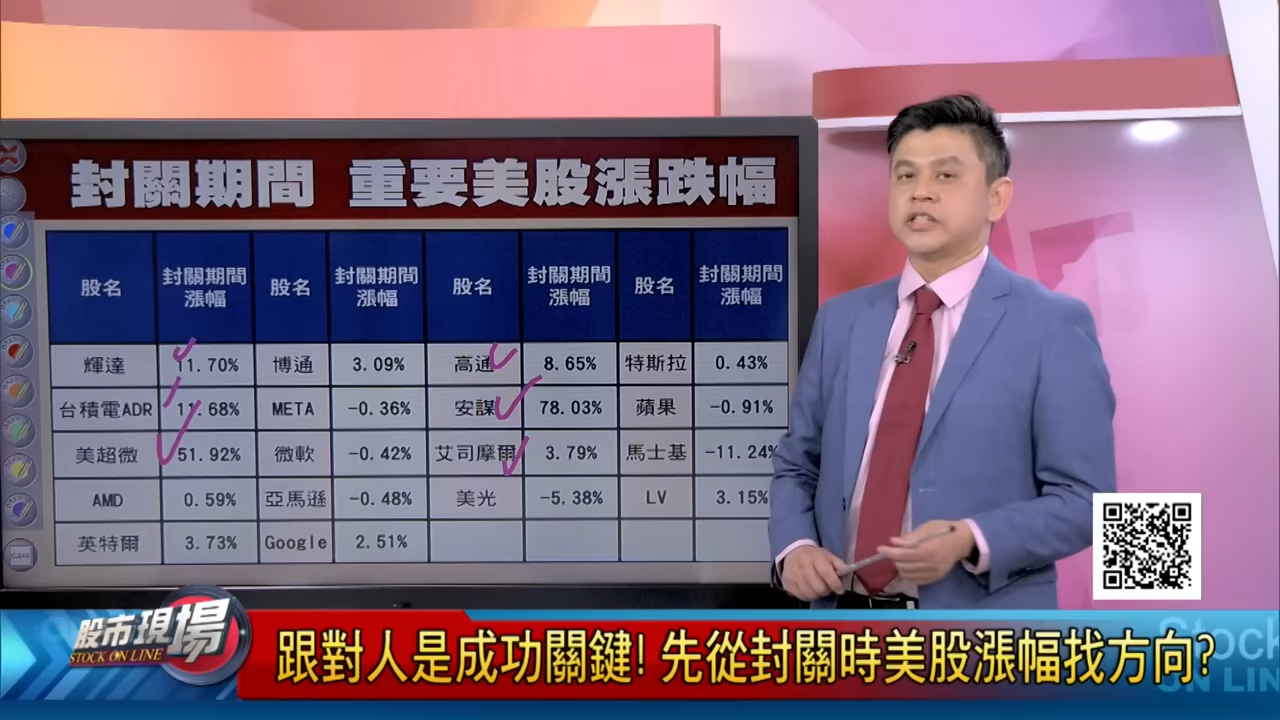 封關期間 重要美股漲跌幅
股名 封關期間漲幅 股名 封關期間漲幅 股名 封關期間漲幅 股名 封關期間漲幅
輝達 11.70% 博通 3.09% 高通 8.65% 特斯拉 0.43%
台積電ADR 11.68% META -0.36% 安謀 78.03% 蘋果 -0.91%
美超微 51.92% 微軟 -0.42% 艾司摩爾 3.79% 馬士基 -11.24%
AMD 0.59% 亞馬遜 -0.48% 美光 -5.38% LV 3.15%
英特爾 3.73% Google 2.51%
股市現場
STOCK ON LINE
跟對人是成功關鍵! 先從封關時美股漲幅找方向?
Stock
ON LIN